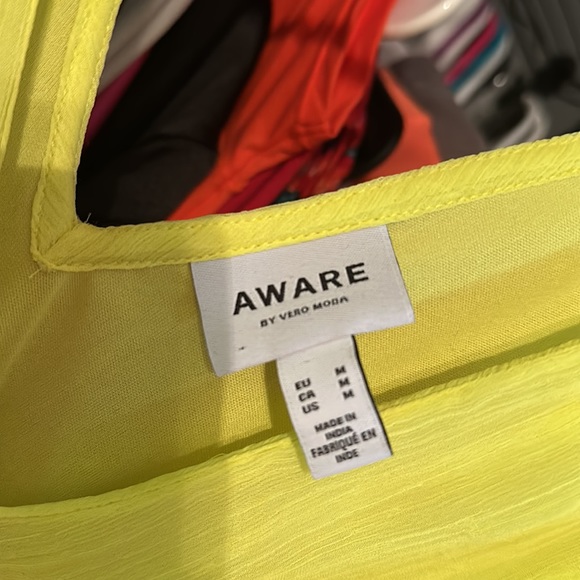 AWARE
BY VERO MODA
EU M
CA M
US M
MADE IN
INDIA
FABRIQUÉ EN
INDE